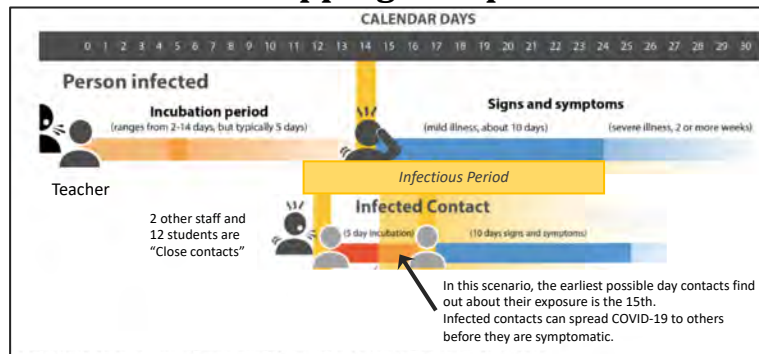 CALENDAR DAYS
0 1 2 3 4 5 6 7 8 9 10 11 12 13 14 15 16 17 18 19 20 21 22 23 24 25 26 27 28 29 30
Person infected
Incubation period
(ranges from 2-14 days, but typically 5 days)
Signs and symptoms
(mild illness, about 10 days)
(severe illness, 2 or more weeks)
Teacher
Infectious Period
2 other staff and
12 students are
“Close contacts”
Infected Contact
(5 day incubation)
(10 days signs and symptoms)
In this scenario, the earliest possible day contacts find
out about their exposure is the 15th.
Infected contacts can spread COVID-19 to others
before they are symptomatic.